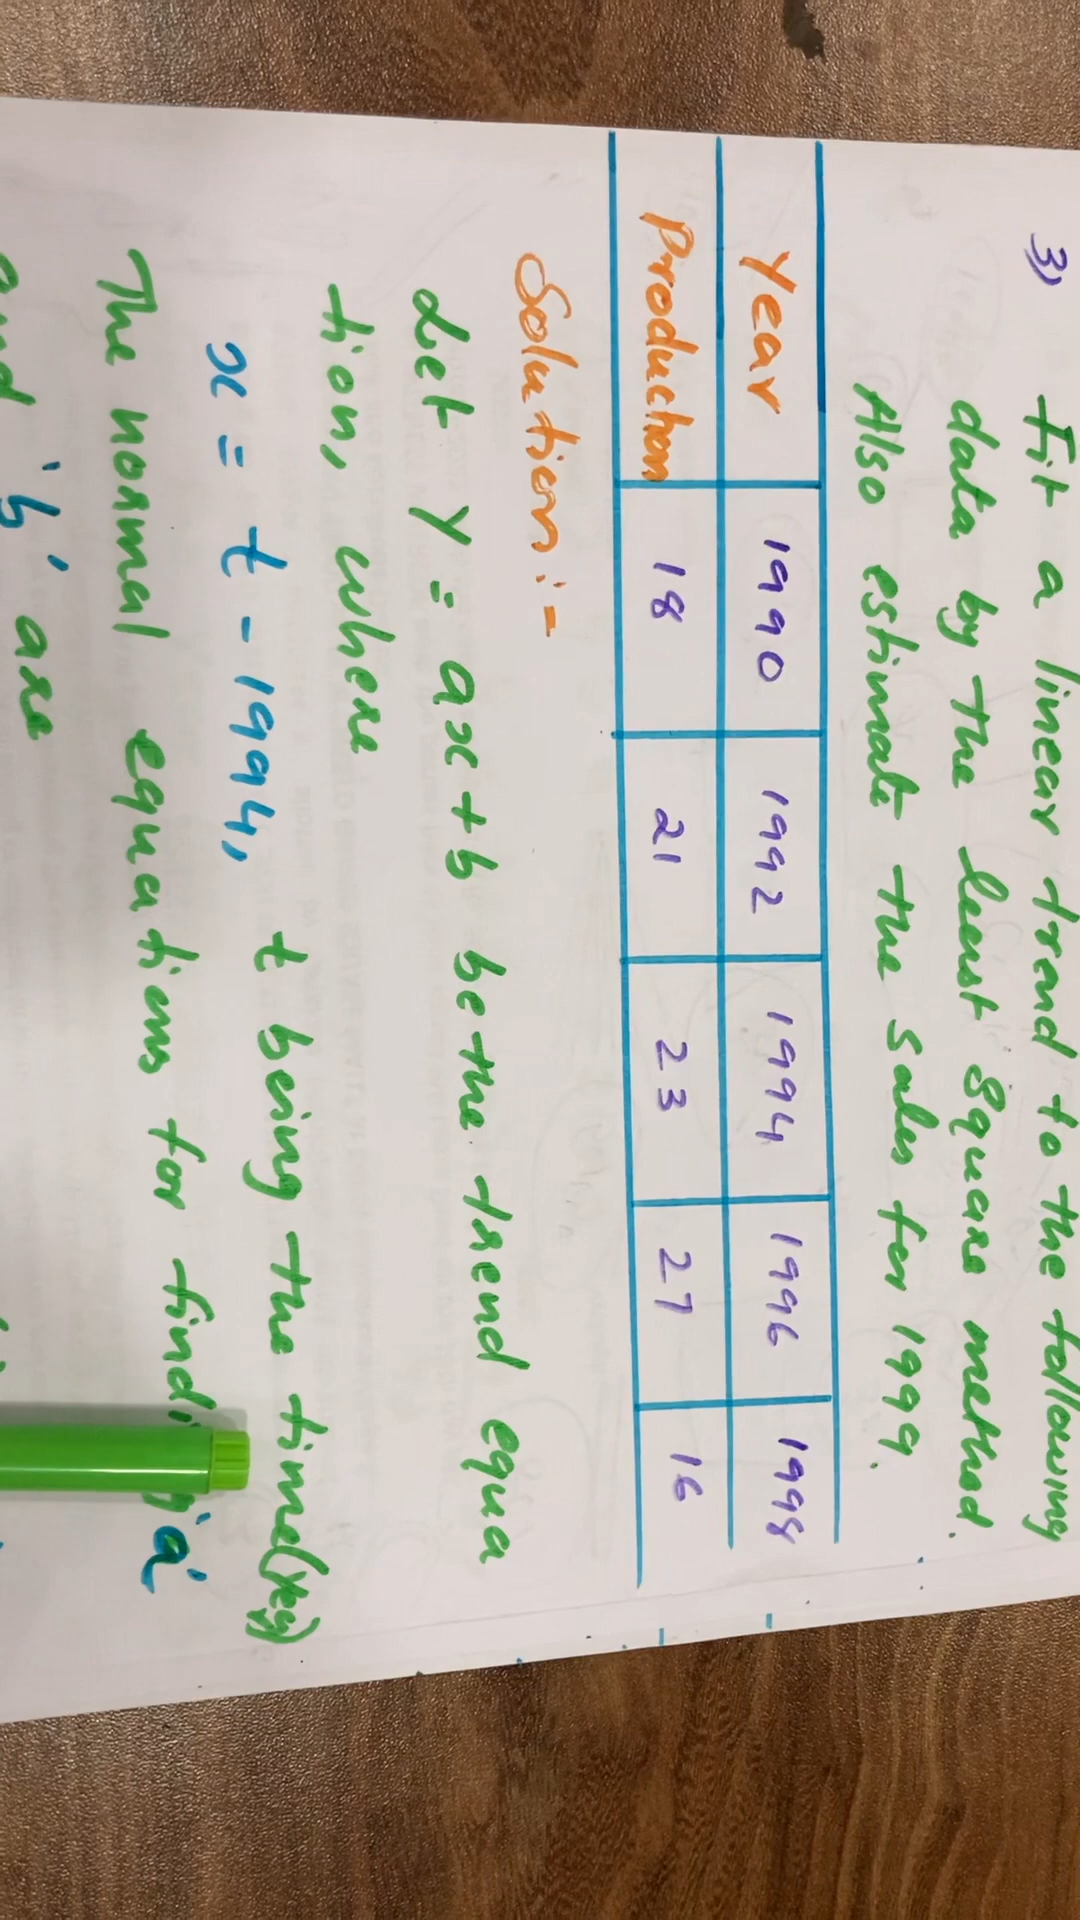 3) Fit a linear trend to the following
data by the least square method.
Also estimate the sales for 1999.
Year 1990 1992 1994 1996 1998
Production 18 21 23 27 16
Solution :-
Let Y = ax + b be the trend equa
tion, where
x = t - 1994, t being the time(yrs)
The normal equations for finding 'a'
and 'b' are